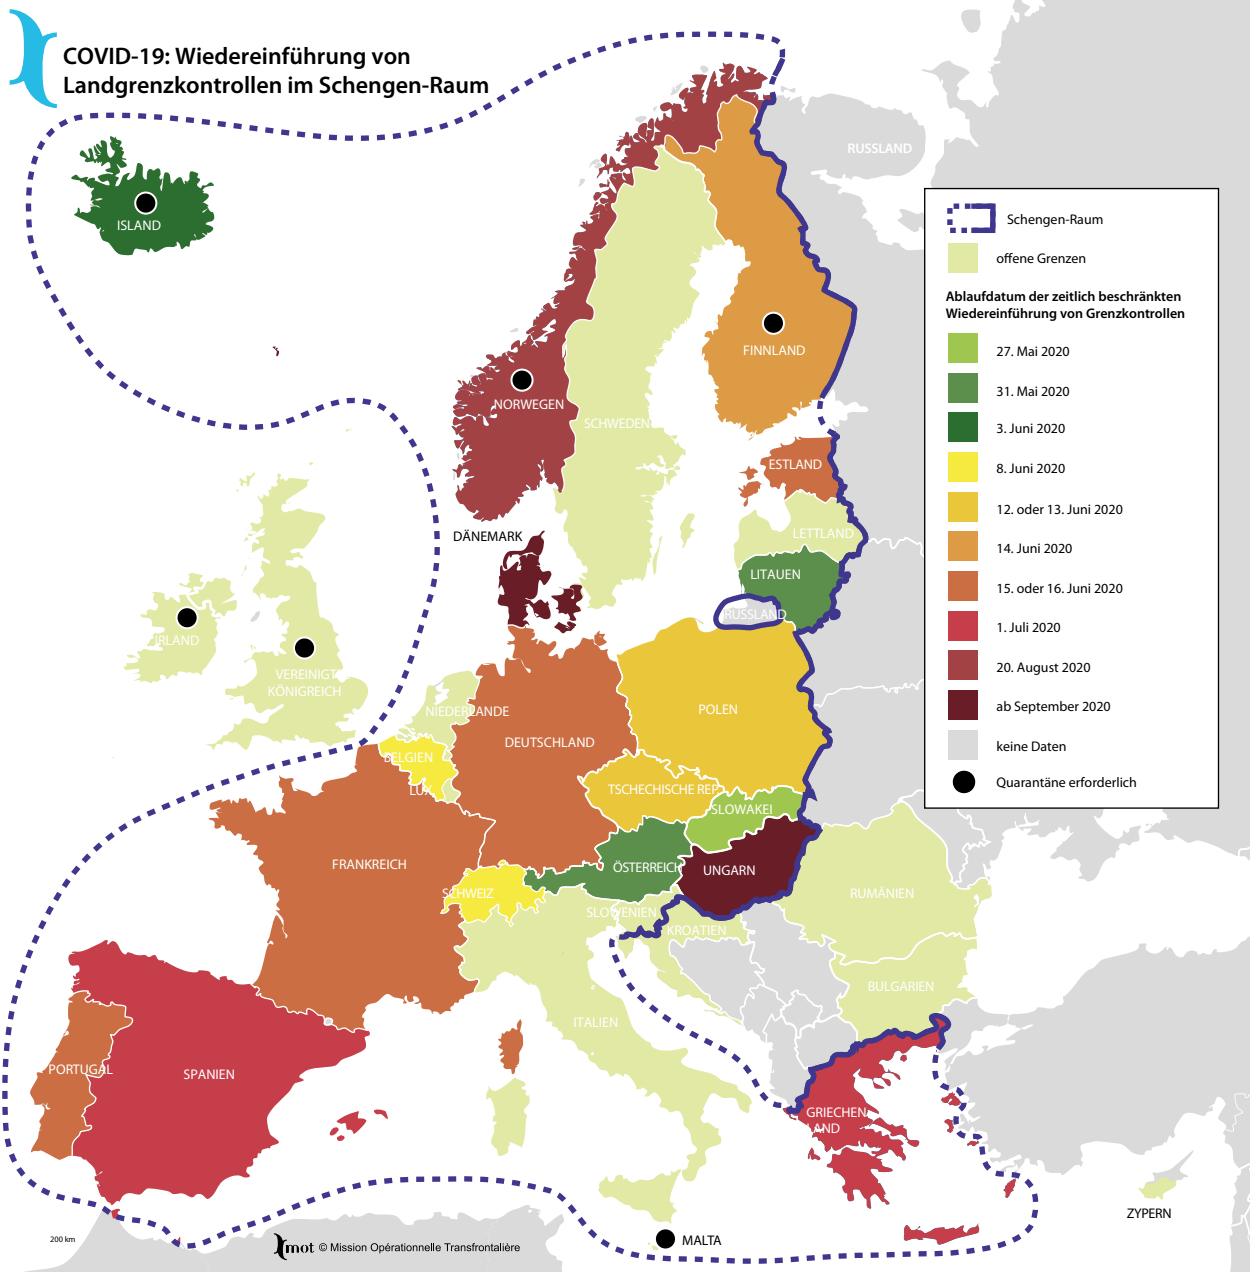 COVID-19: Wiedereinführung von
Landgrenzkontrollen im Schengen-Raum
RUSSLAND
ISLAND
Schengen-Raum
offene Grenzen
Ablaufdatum der zeitlich beschränkten
Wiedereinführung von Grenzkontrollen
27. Mai 2020
31. Mai 2020
3. Juni 2020
8. Juni 2020
12. oder 13. Juni 2020
14. Juni 2020
15. oder 16. Juni 2020
1. Juli 2020
20. August 2020
ab September 2020
keine Daten
Quarantäne erforderlich
FINNLAND
NORWEGEN
SCHWEDEN
ESTLAND
LETTLAND
DÄNEMARK
LITAUEN
RUSSLAND
IRLAND
VEREINIGT
KÖNIGREICH
NIEDERLANDE
POLEN
DEUTSCHLAND
BELGIEN
LUX.
TSCHECHISCHE REP.
SLOWAKEI
FRANKREICH
ÖSTERREICH
UNGARN
SCHWEIZ
RUMÄNIEN
SLOWENIEN
KROATIEN
BULGARIEN
ITALIEN
PORTUGAL
SPANIEN
GRIECHEN
LAND
ZYPERN
MALTA
200 km
mot © Mission Opérationnelle Transfrontalière